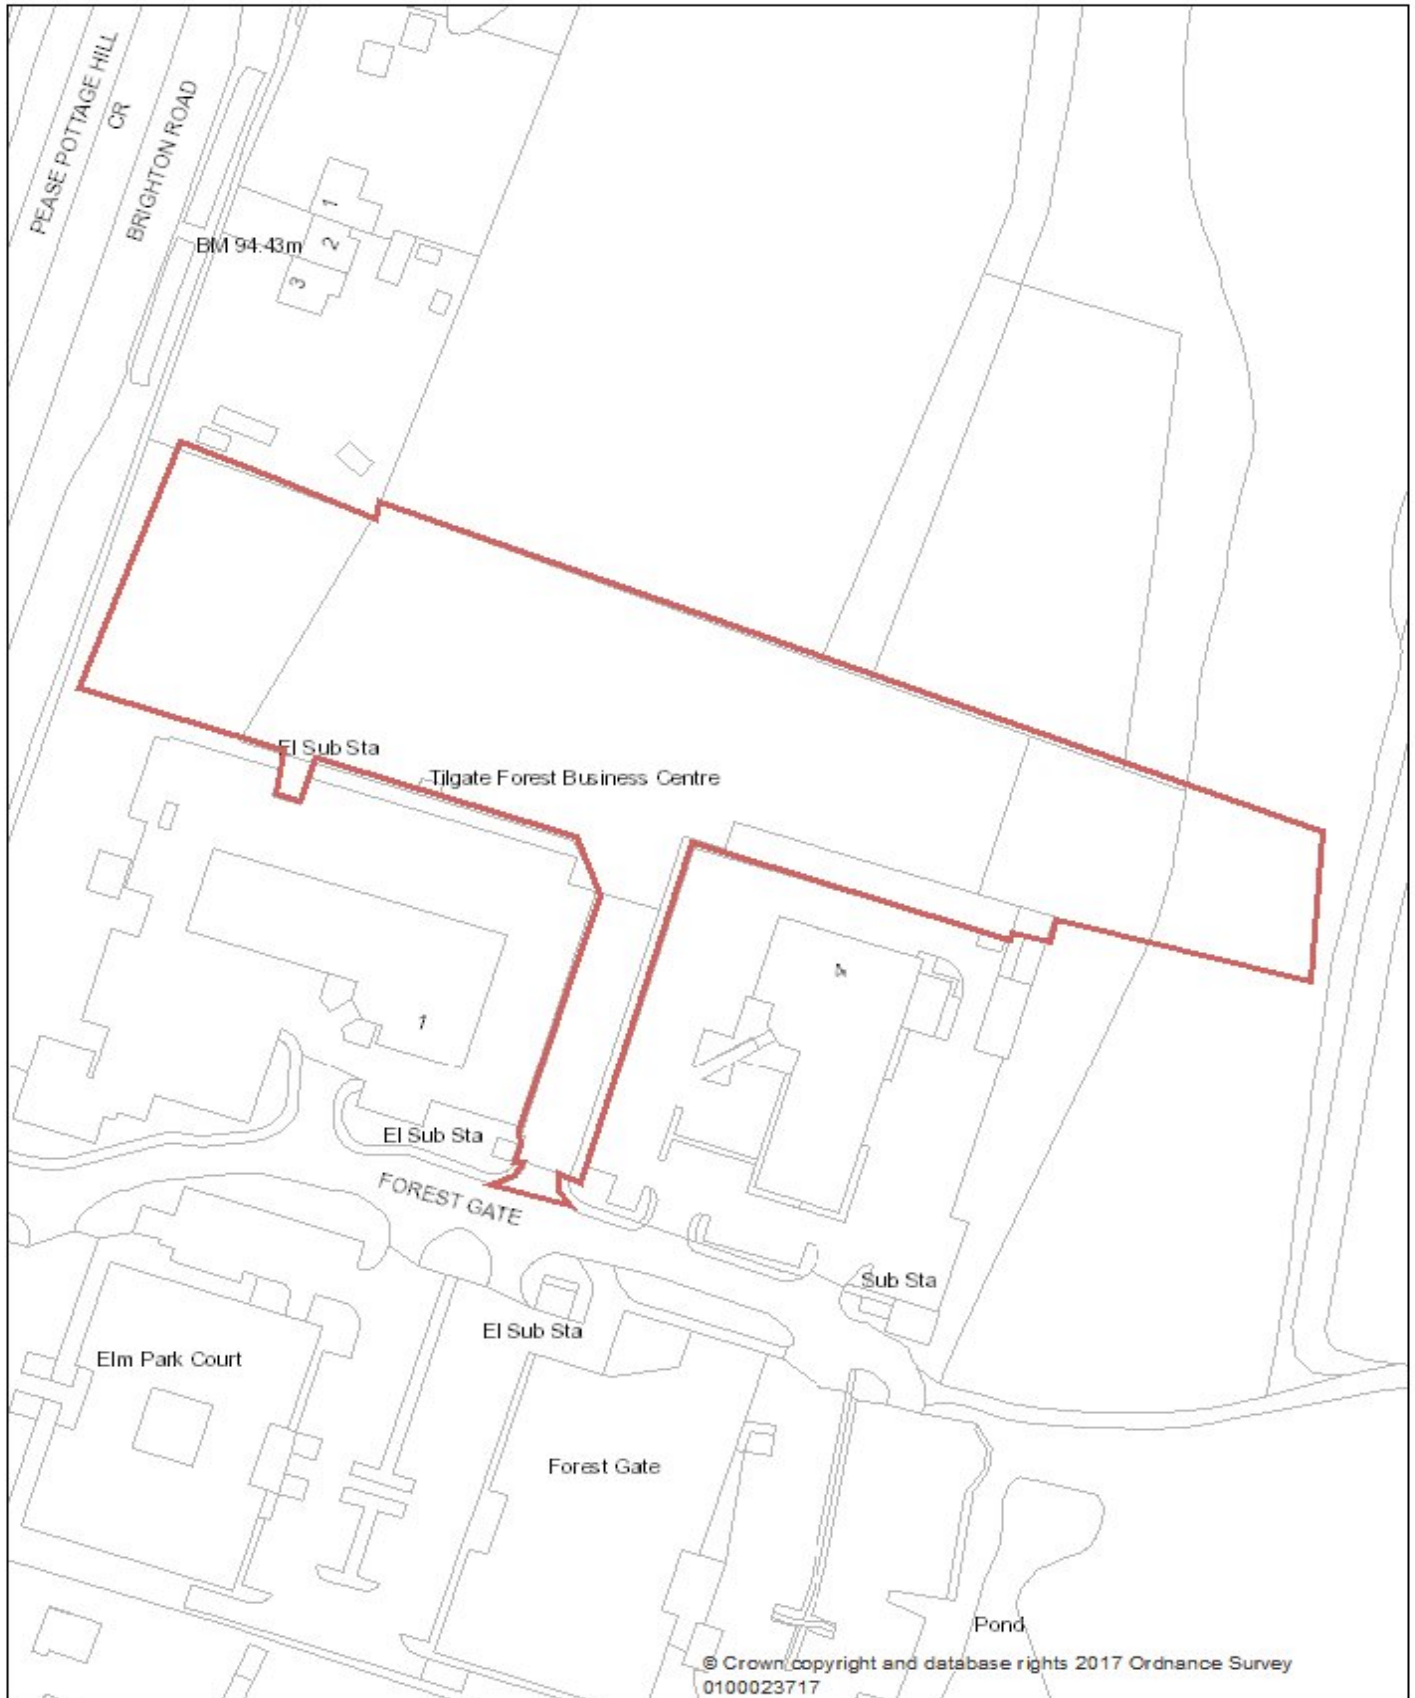 PEASE POTTAGE HILL
CR
BRIGHTON ROAD
1
BM 94.43m
2
3
El Sub Sta
Tilgate Forest Business Centre
4
1
El Sub Sta
FOREST GATE
Sub Sta
El Sub Sta
Elm Park Court
Forest Gate
Pond
© Crown copyright and database rights 2017 Ordnance Survey
0100023717